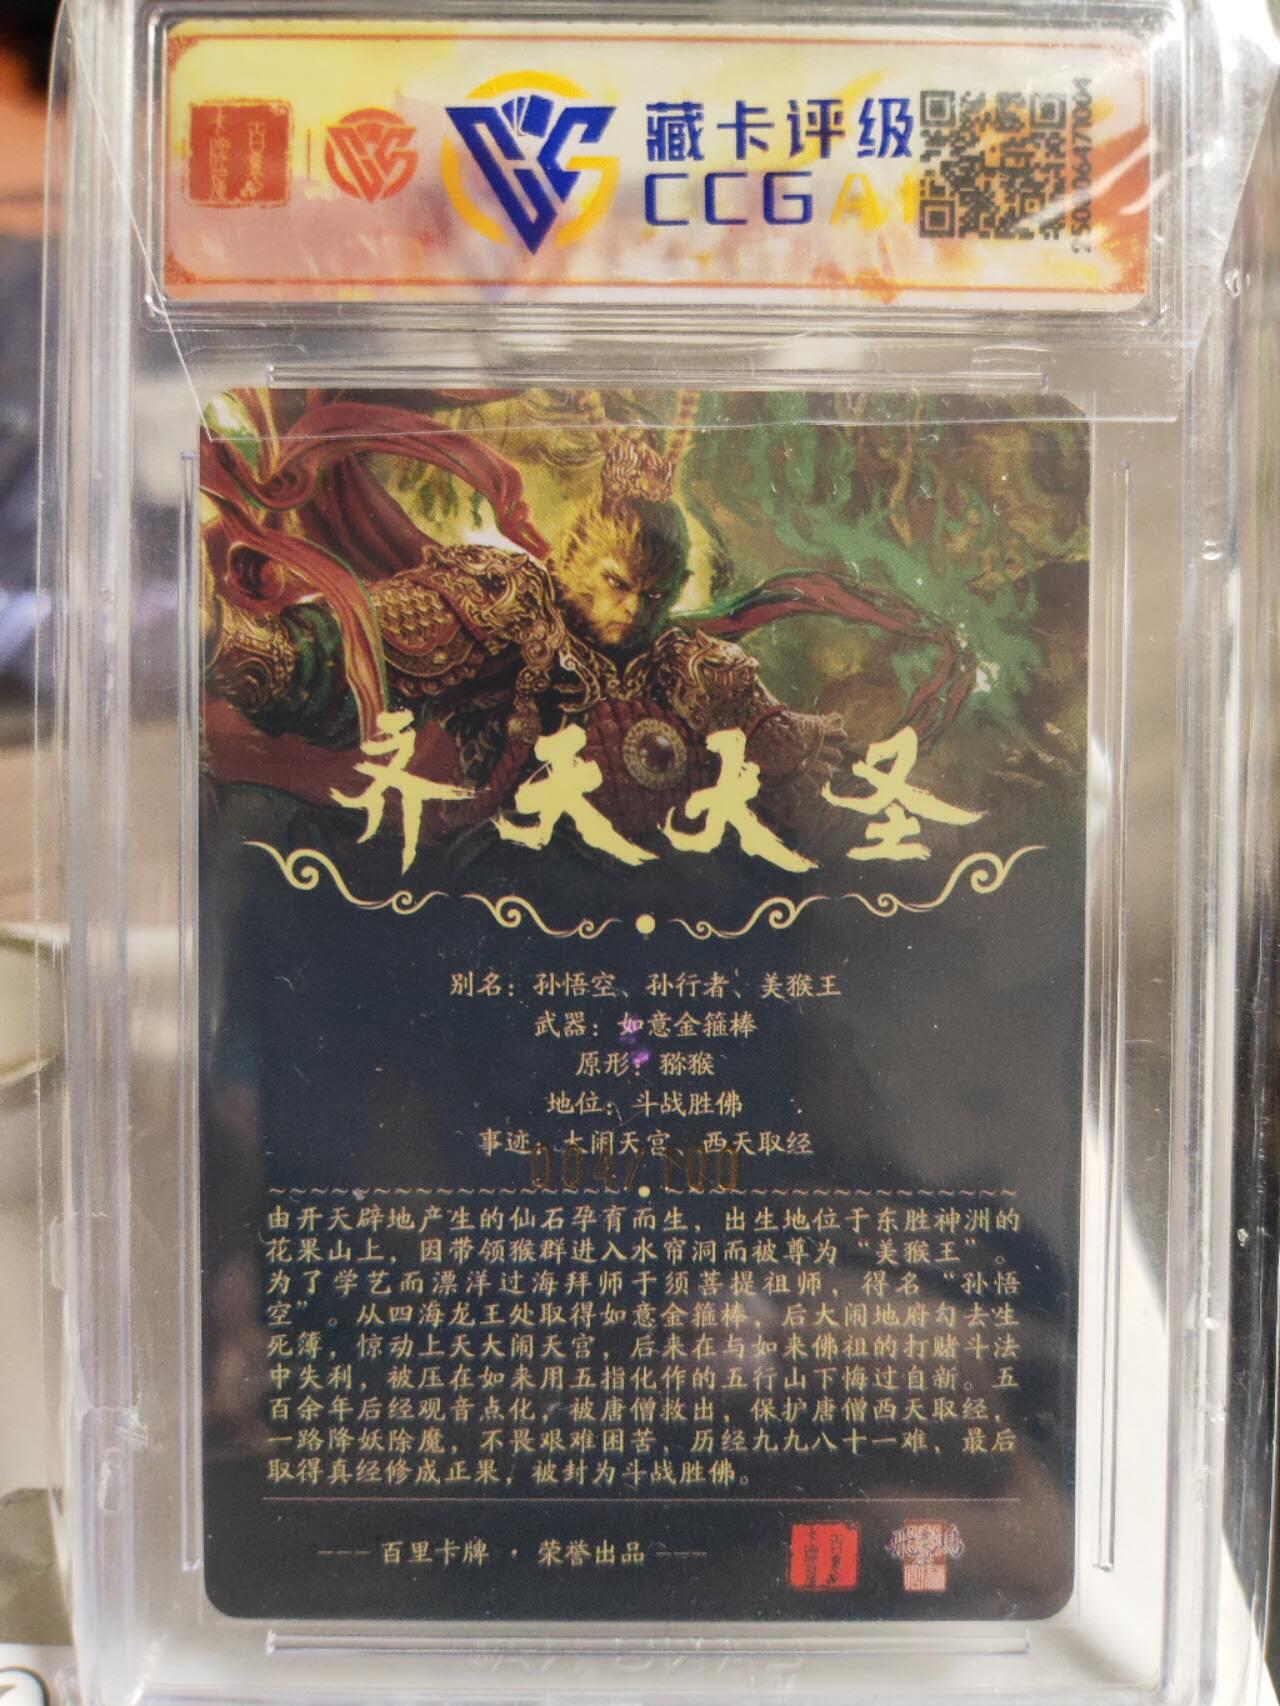 百里
卡牌
CCG
藏卡评级
CCG
齐天大圣
别名：孙悟空、孙行者、美猴王
武器：如意金箍棒
原形：猕猴
地位：斗战胜佛
事迹：大闹天宫、西天取经
004/100
由开天辟地产生的仙石孕育而生，出生地位于东胜神洲的
花果山上，因带领猴群进入水帘洞而被尊为“美猴王”。
为了学艺而漂洋过海拜师于须菩提祖师，得名“孙悟
空”。从四海龙王处取得如意金箍棒，后大闹地府勾去生
死簿，惊动上天大闹天宫，后来在与如来佛祖的打赌斗法
中失利，被压在如来用五指化作的五行山下悔过自新。五
百余年后经观音点化，被唐僧救出，保护唐僧西天取经，
一路降妖除魔，不畏艰难困苦，历经九九八十一难，最后
取得真经修成正果，被封为斗战胜佛。
--- 百里卡牌 · 荣誉出品 ---